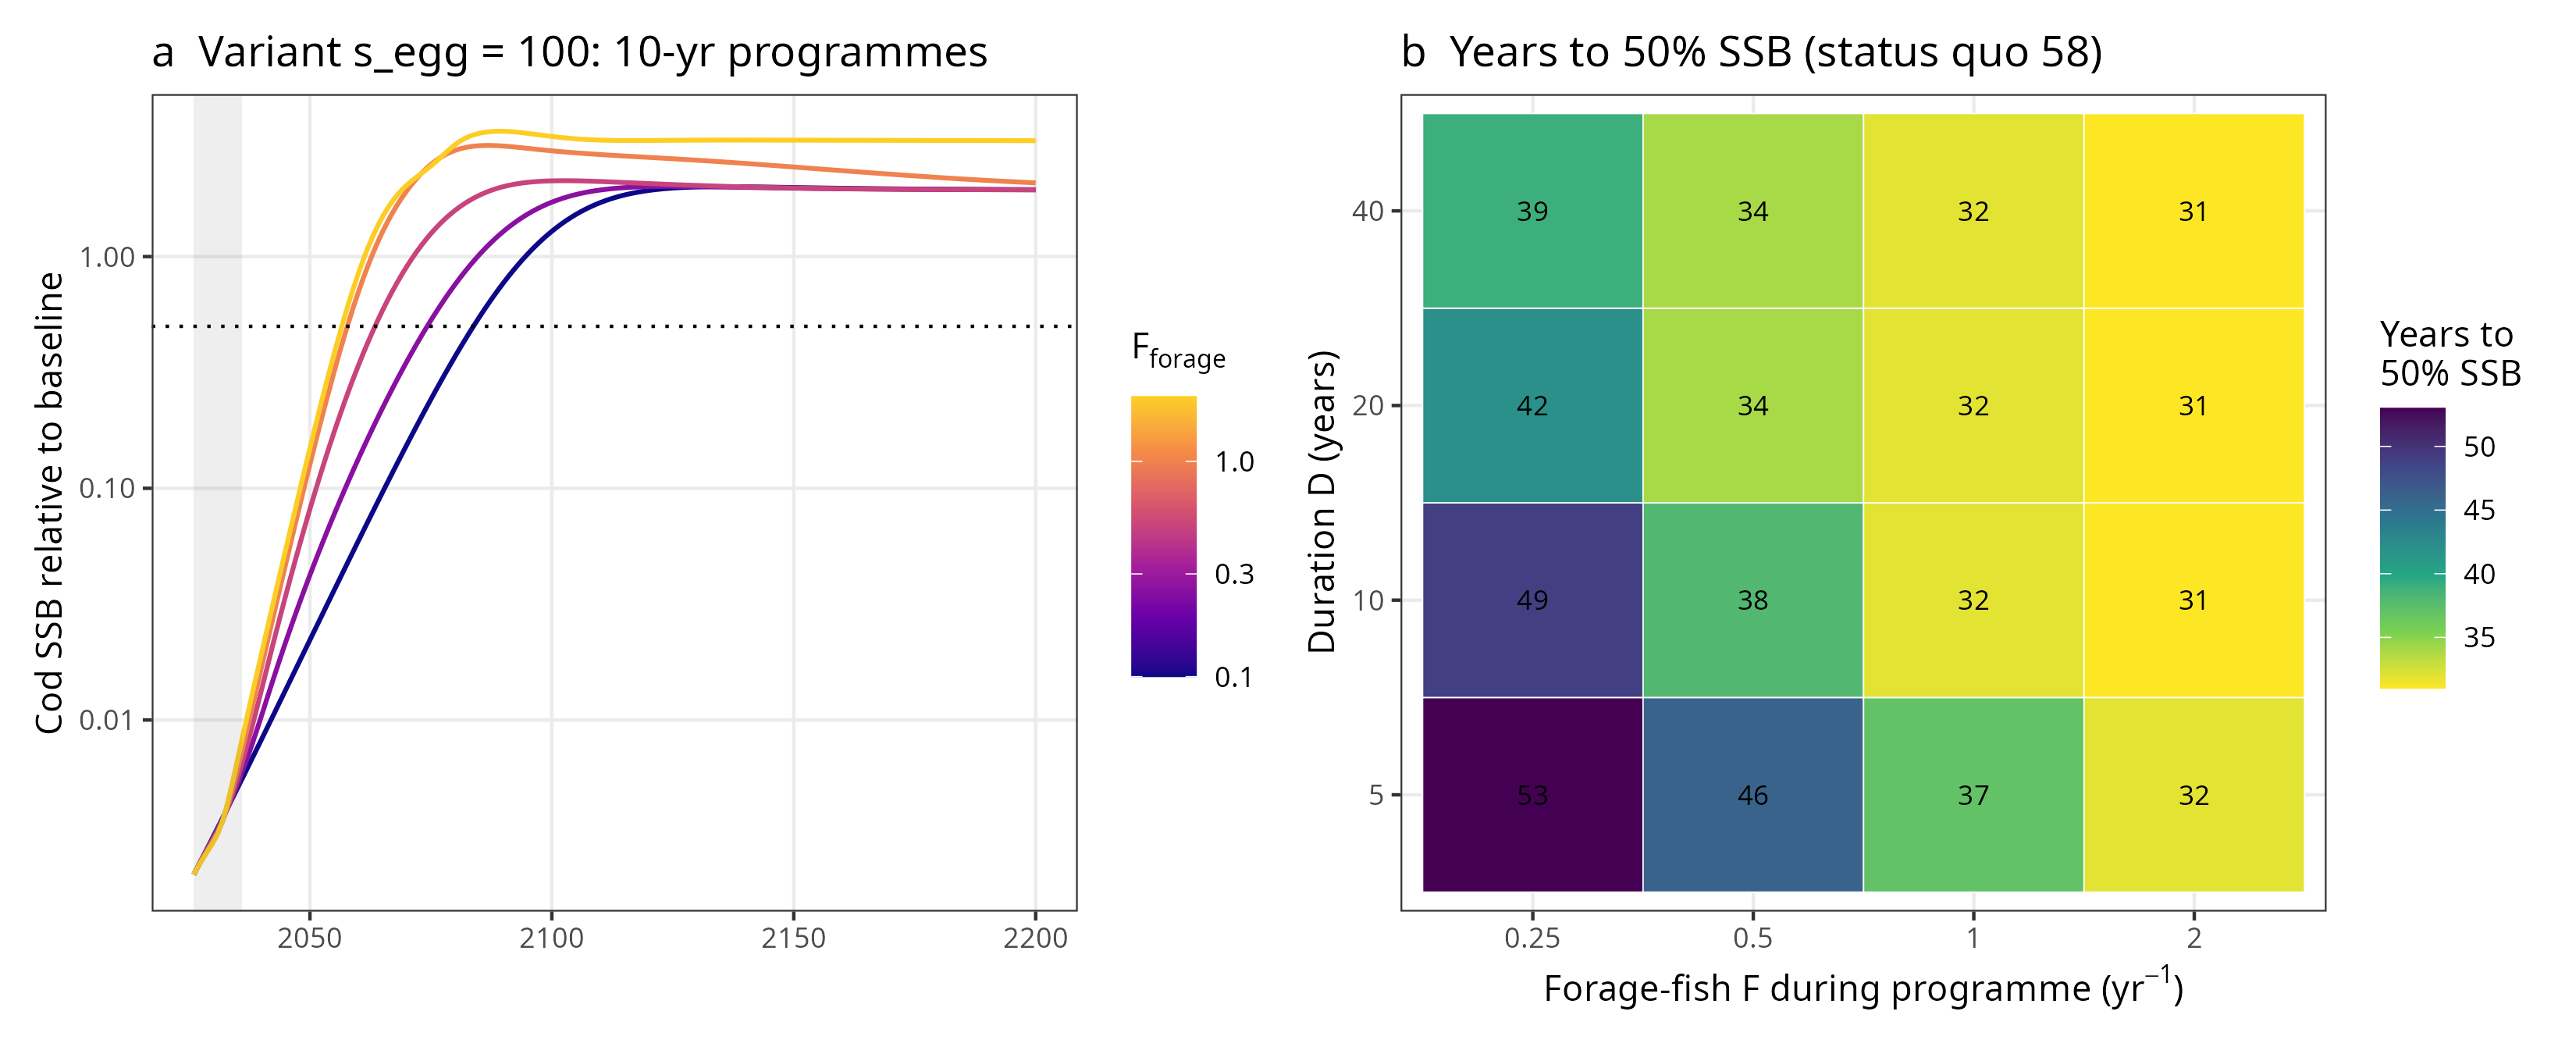 a Variant s_egg = 100: 10-yr programmes
Cod SSB relative to baseline
1.00
0.10
0.01
2050 2100 2150 2200
F_forage
1.0
0.3
0.1
b Years to 50% SSB (status quo 58)
Duration D (years)
40
20
10
5
39 34 32 31
42 34 32 31
49 38 32 31
53 46 37 32
0.25 0.5 1 2
Forage-fish F during programme (yr⁻¹)
Years to
50% SSB
50
45
40
35